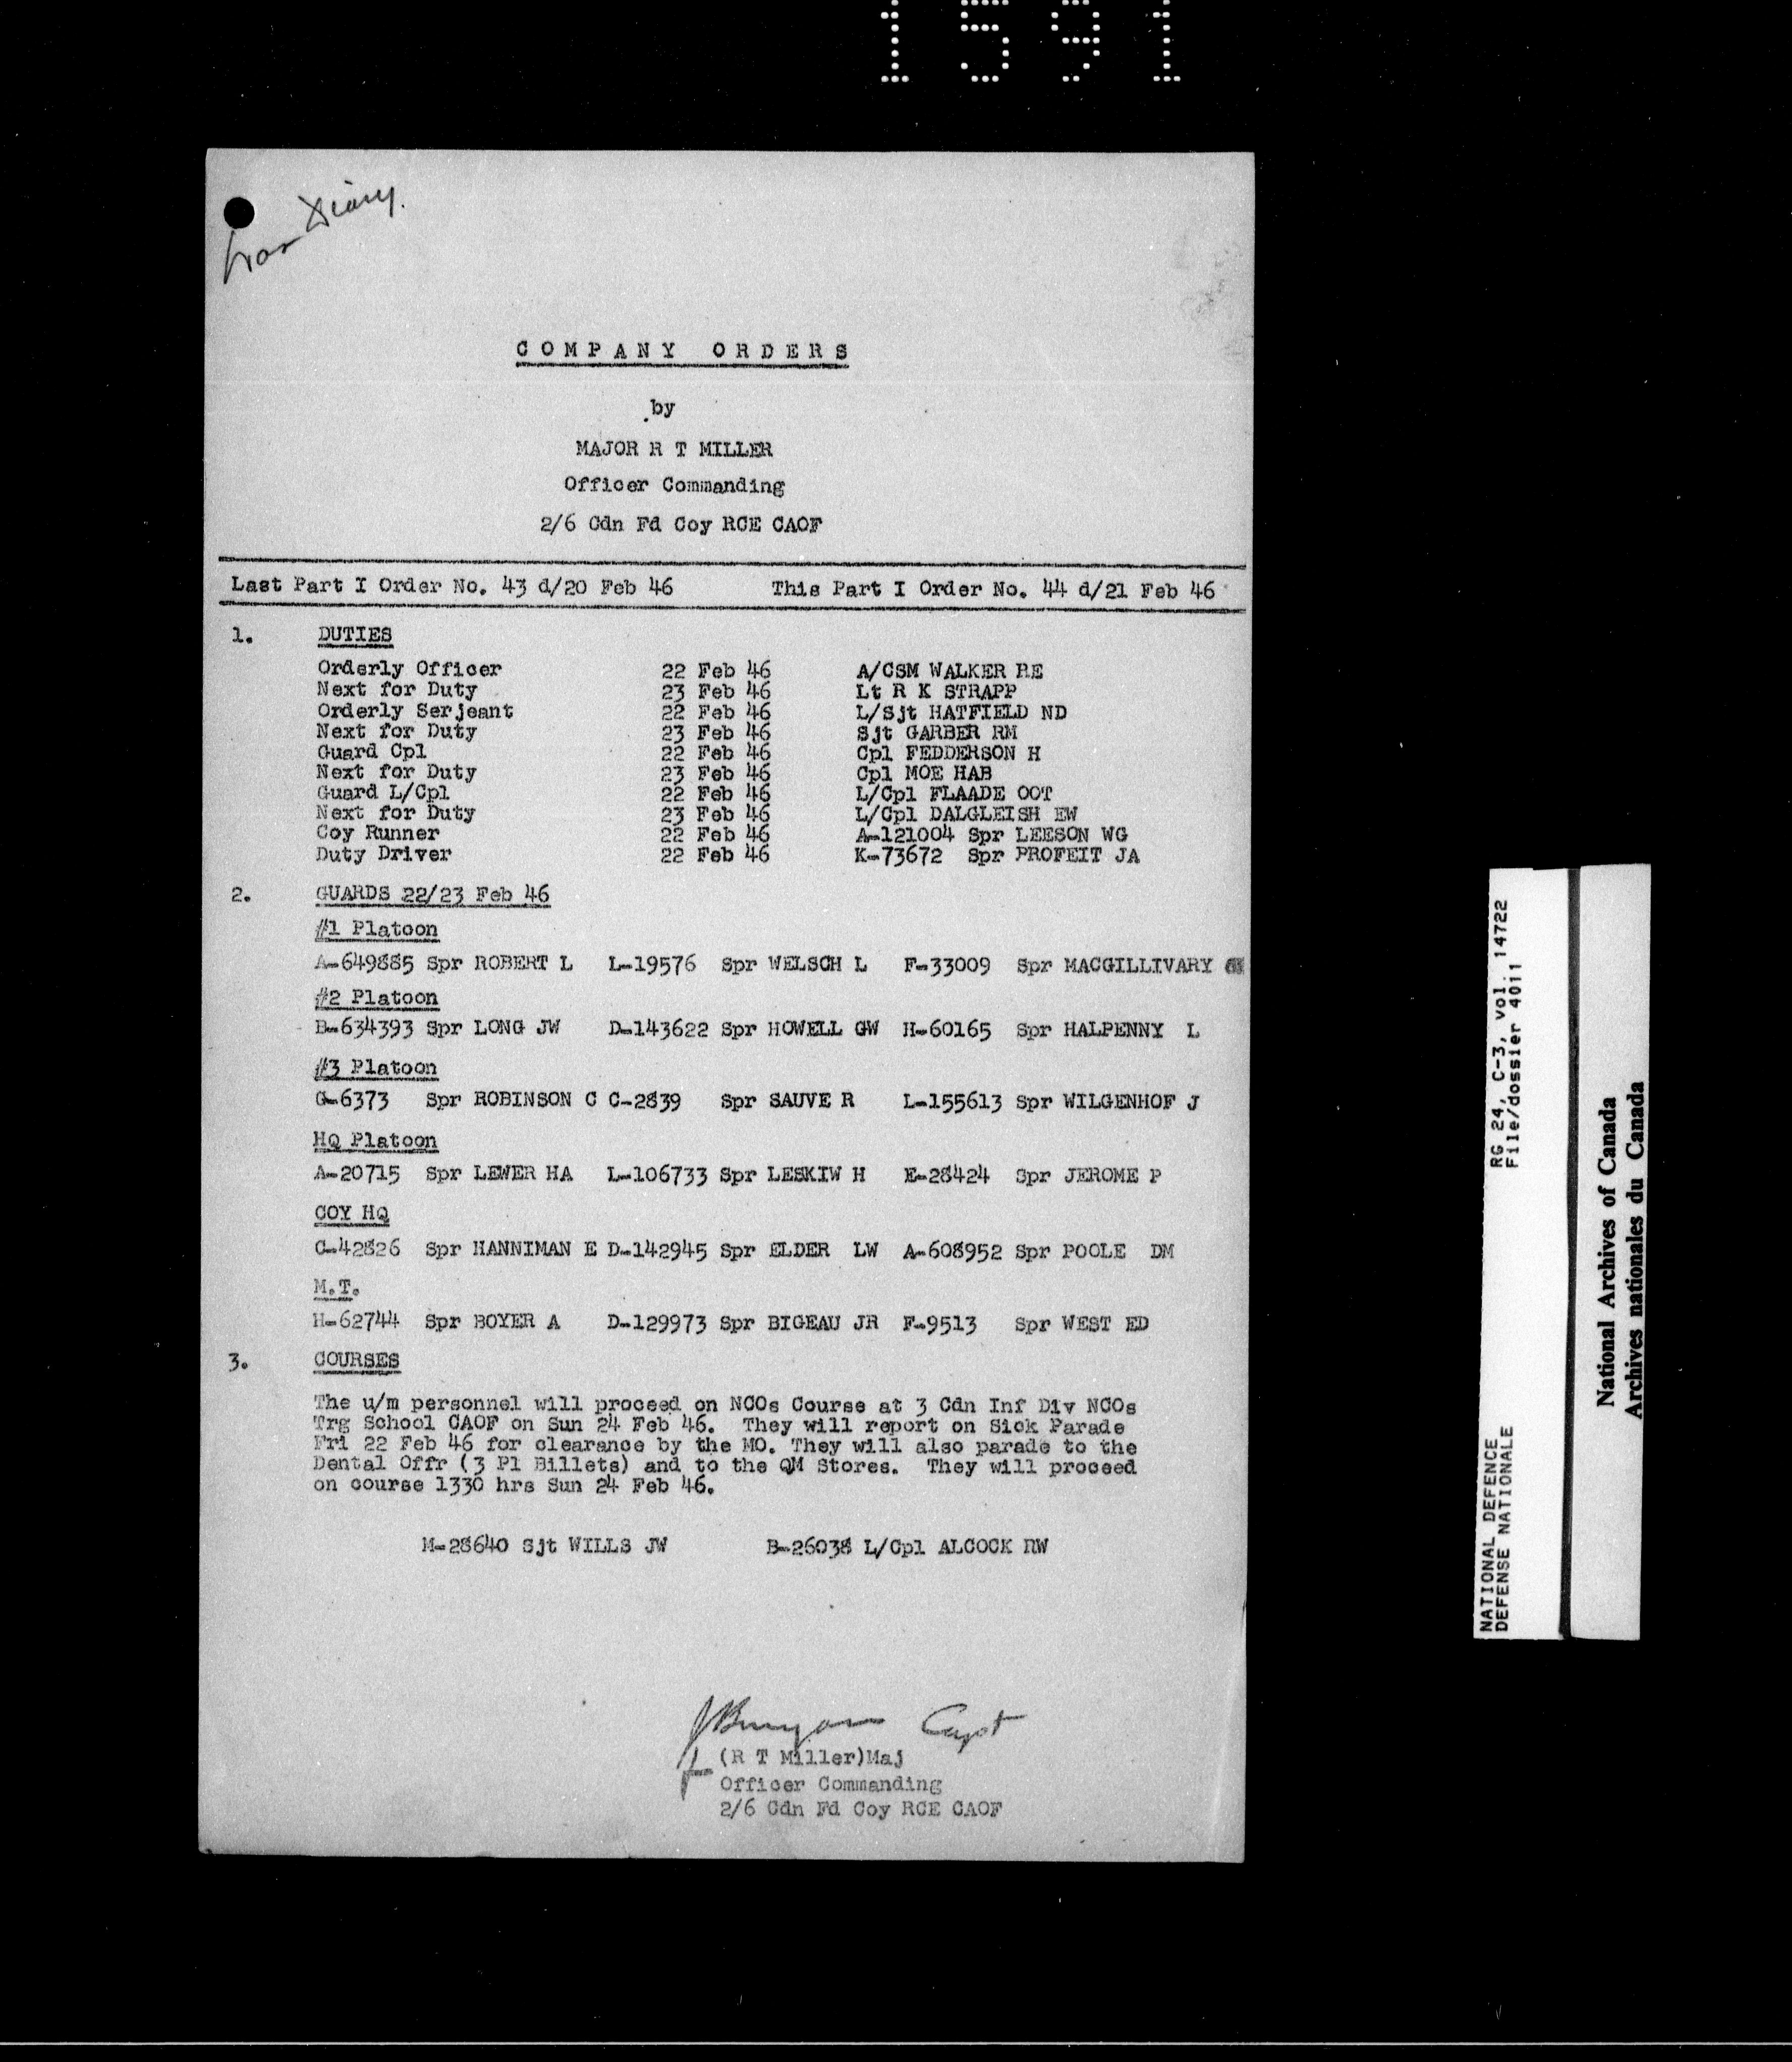 1591
War Diary.
COMPANY ORDERS
by
MAJOR R T MILLER
Officer Commanding
2/6 Cdn Fd Coy RCE CAOF
Last Part I Order No. 43 d/20 Feb 46 This Part I Order No. 44 d/21 Feb 46
1. DUTIES
Orderly Officer 22 Feb 46 A/CSM WALKER RE
Next for Duty 23 Feb 46 Lt R K STRAPP
Orderly Serjeant 22 Feb 46 L/Sjt HATFIELD ND
Next for Duty 23 Feb 46 Sjt GARBER RM
Guard Cpl 22 Feb 46 Cpl FEDDERSON H
Next for Duty 23 Feb 46 Cpl MOE HAB
Guard L/Cpl 22 Feb 46 L/Cpl FLAADE OOT
Next for Duty 23 Feb 46 L/Cpl DALGLEISH EW
Coy Runner 22 Feb 46 A-121004 Spr LEESON WG
Duty Driver 22 Feb 46 K-73672 Spr PROFEIT JA
2. GUARDS 22/23 Feb 46
#1 Platoon
A-649885 Spr ROBERT L L-19576 Spr WELSCH L F-33009 Spr MACGILLIVARY
#2 Platoon
B-634393 Spr LONG JW D-143622 Spr HOWELL GW H-60165 Spr HALPENNY L
#3 Platoon
G-6373 Spr ROBINSON C C-2839 Spr SAUVE R L-155613 Spr WILGENHOF J
HQ Platoon
A-20715 Spr LEWER HA L-106733 Spr LESKIW H E-28424 Spr JEROME P
COY HQ
C-42826 Spr HANNIMAN E D-142945 Spr ELDER LW A-608952 Spr POOLE DM
M.T.
H-62744 Spr BOYER A D-129973 Spr BIGEAU JR F-9513 Spr WEST ED
3. COURSES
The u/m personnel will proceed on NCOs Course at 3 Cdn Inf Div NCOs
Trg School CAOF on Sun 24 Feb 46. They will report on Sick Parade
Fri 22 Feb 46 for clearance by the MO. They will also parade to the
Dental Offr (3 Pl Billets) and to the QM Stores. They will proceed
on course 1330 hrs Sun 24 Feb 46.
M-28640 Sjt WILLS JW B-26038 L/Cpl ALCOCK RW
JBunyan Capt
f (R T Miller)Maj
Officer Commanding
2/6 Cdn Fd Coy RCE CAOF
NATIONAL DEFENCE RG 24, C-3, vol. 14722
DEFENSE NATIONALE File/dossier 4011
National Archives of Canada
Archives nationales du Canada